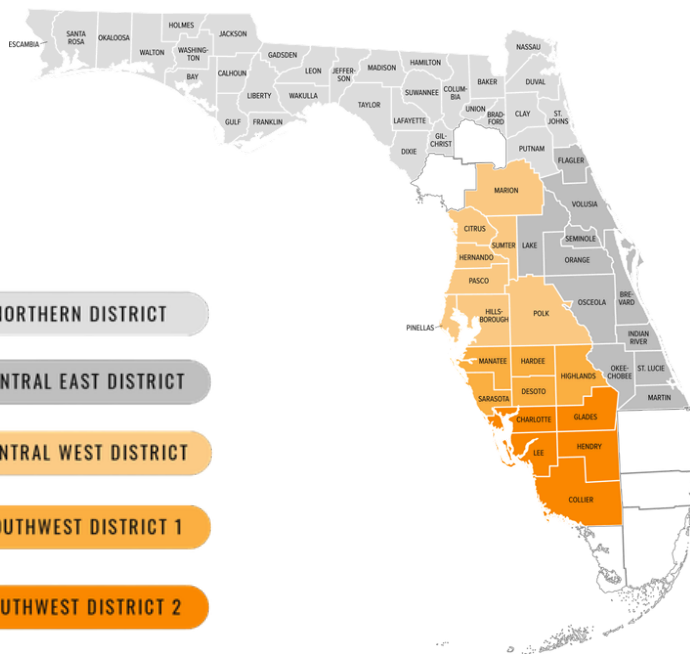 ESCAMBIA
SANTA
ROSA
OKALOOSA
HOLMES
WALTON
WASHING-
TON
JACKSON
BAY
CALHOUN
GULF
LIBERTY
FRANKLIN
GADSDEN
WAKULLA
LEON
JEFFER-
SON
MADISON
TAYLOR
HAMILTON
SUWANNEE
LAFAYETTE
DIXIE
COLUM-
BIA
GIL-
CHRIST
BAKER
UNION
BRAD-
FORD
NASSAU
DUVAL
CLAY
ST.
JOHNS
PUTNAM
FLAGLER
MARION
VOLUSIA
CITRUS
SUMTER
LAKE
SEMINOLE
HERNANDO
ORANGE
PASCO
OSCEOLA
BRE-
VARD
PINELLAS
HILLS-
BOROUGH
POLK
INDIAN
RIVER
MANATEE
HARDEE
HIGHLANDS
OKEE-
CHOBEE
ST. LUCIE
SARASOTA
DESOTO
MARTIN
CHARLOTTE
GLADES
LEE
HENDRY
COLLIER
NORTHERN DISTRICT
NTRAL EAST DISTRICT
NTRAL WEST DISTRICT
OUTHWEST DISTRICT 1
UTHWEST DISTRICT 2